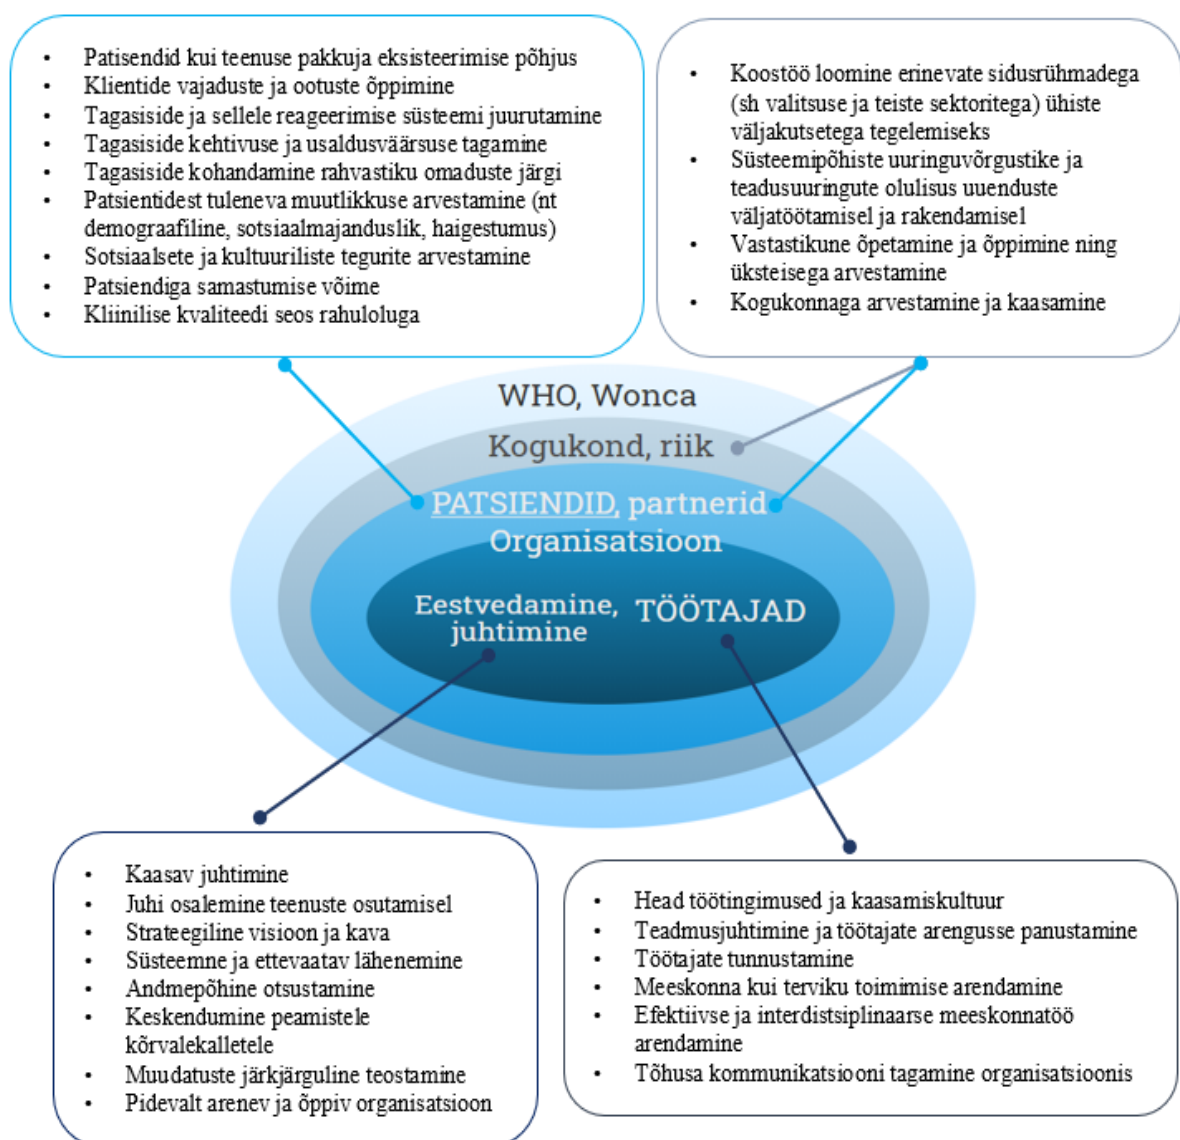 • Patisendid kui teenuse pakkuja eksisteerimise põhjus
• Klientide vajaduste ja ootuste õppimine
• Tagasiside ja sellele reageerimise süsteemi juurutamine
• Tagasiside kehtivuse ja usaldusväärsuse tagamine
• Tagasiside kohandamine rahvastiku omaduste järgi
• Patsientidest tuleneva muutlikkuse arvestamine (nt
demograafiline, sotsiaalmajanduslik, haigestumus)
• Sotsiaalsete ja kultuuriliste tegurite arvestamine
• Patsiendiga samastumise võime
• Kliinilise kvaliteedi seos rahuloluga
• Koostöö loomine erinevate sidusrühmadega
(sh valitsuse ja teiste sektoritega) ühiste
väljakutsetega tegelemiseks
• Süsteemipõhiste uuringuvõrgustike ja
teadusuuringute olulisus uuenduste
väljatöötamisel ja rakendamisel
• Vastastikune õpetamine ja õppimine ning
üksteisega arvestamine
• Kogukonnaga arvestamine ja kaasamine
WHO, Wonca
Kogukond, riik
PATSIENDID, partnerid
Organisatsioon
Eestvedamine,
juhtimine
TÖÖTAJAD
• Kaasav juhtimine
• Juhi osalemine teenuste osutamisel
• Strateegiline visioon ja kava
• Süsteemne ja ettevaatav lähenemine
• Andmepõhine otsustamine
• Keskendumine peamistele
kõrvalekalletele
• Muudatuste järkjärguline teostamine
• Pidevalt arenev ja õppiv organisatsioon
• Head töötingimused ja kaasamiskultuur
• Teadmusjuhtimine ja töötajate arengusse panustamine
• Töötajate tunnustamine
• Meeskonna kui terviku toimimise arendamine
• Efektiivse ja interdistsiplinaarse meeskonnatöö
arendamine
• Tõhusa kommunikatsiooni tagamine organisatsioonis